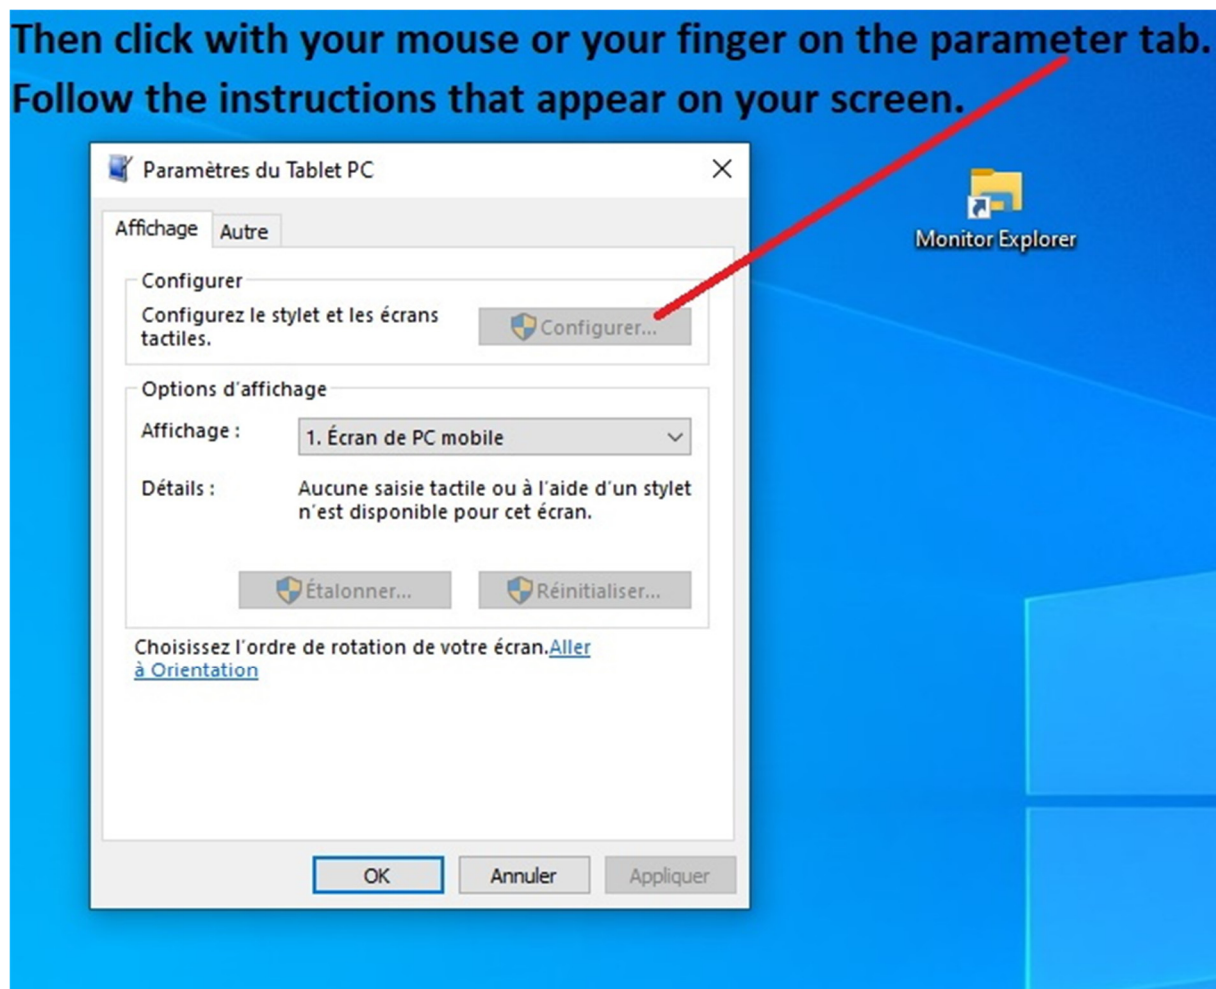 Then click with your mouse or your finger on the parameter tab.
Follow the instructions that appear on your screen.
Paramètres du Tablet PC
Affichage
Autre
Configurer
Configurez le stylet et les écrans
tactiles.
Configurer...
Options d'affichage
Affichage :
1. Écran de PC mobile
Détails :
Aucune saisie tactile ou à l'aide d'un stylet
n'est disponible pour cet écran.
Étalonner...
Réinitialiser...
Choisissez l'ordre de rotation de votre écran.Aller
à Orientation
OK
Annuler
Appliquer
Monitor Explorer